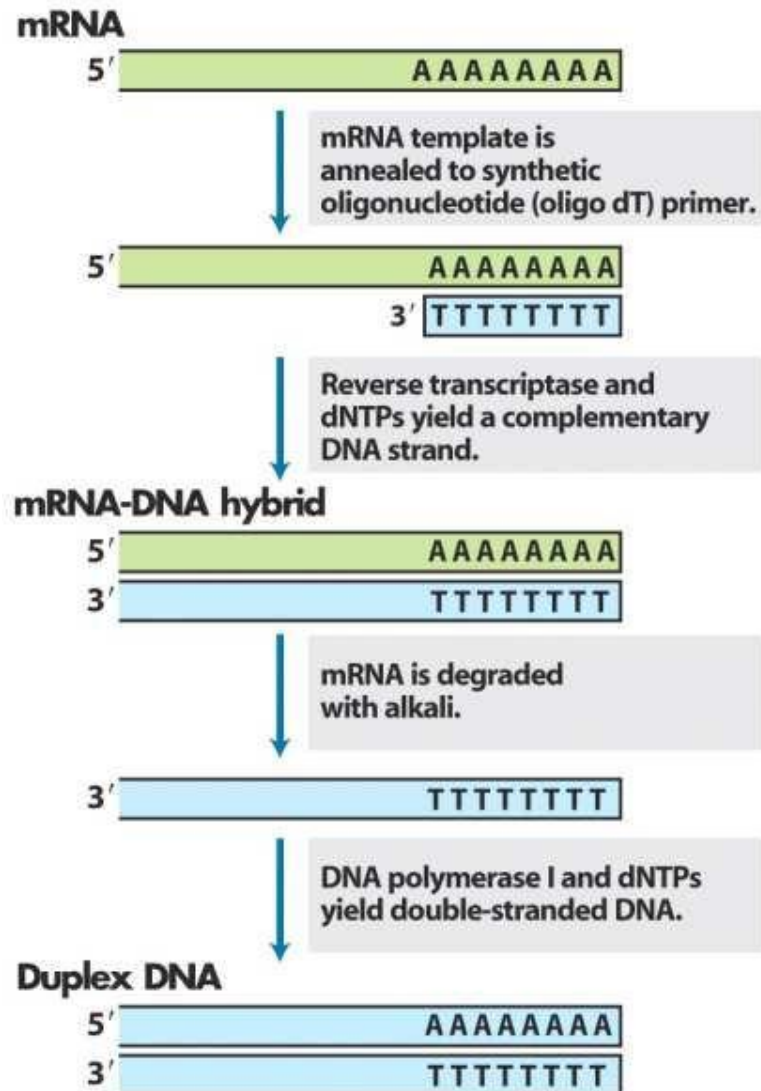 mRNA
5′ AAAAAAAA
mRNA template is
annealed to synthetic
oligonucleotide (oligo dT) primer.
5′ AAAAAAAA
3′ TTTTTTTT
Reverse transcriptase and
dNTPs yield a complementary
DNA strand.
mRNA-DNA hybrid
5′ AAAAAAAA
3′ TTTTTTTT
mRNA is degraded
with alkali.
3′ TTTTTTTT
DNA polymerase I and dNTPs
yield double-stranded DNA.
Duplex DNA
5′ AAAAAAAA
3′ TTTTTTTT